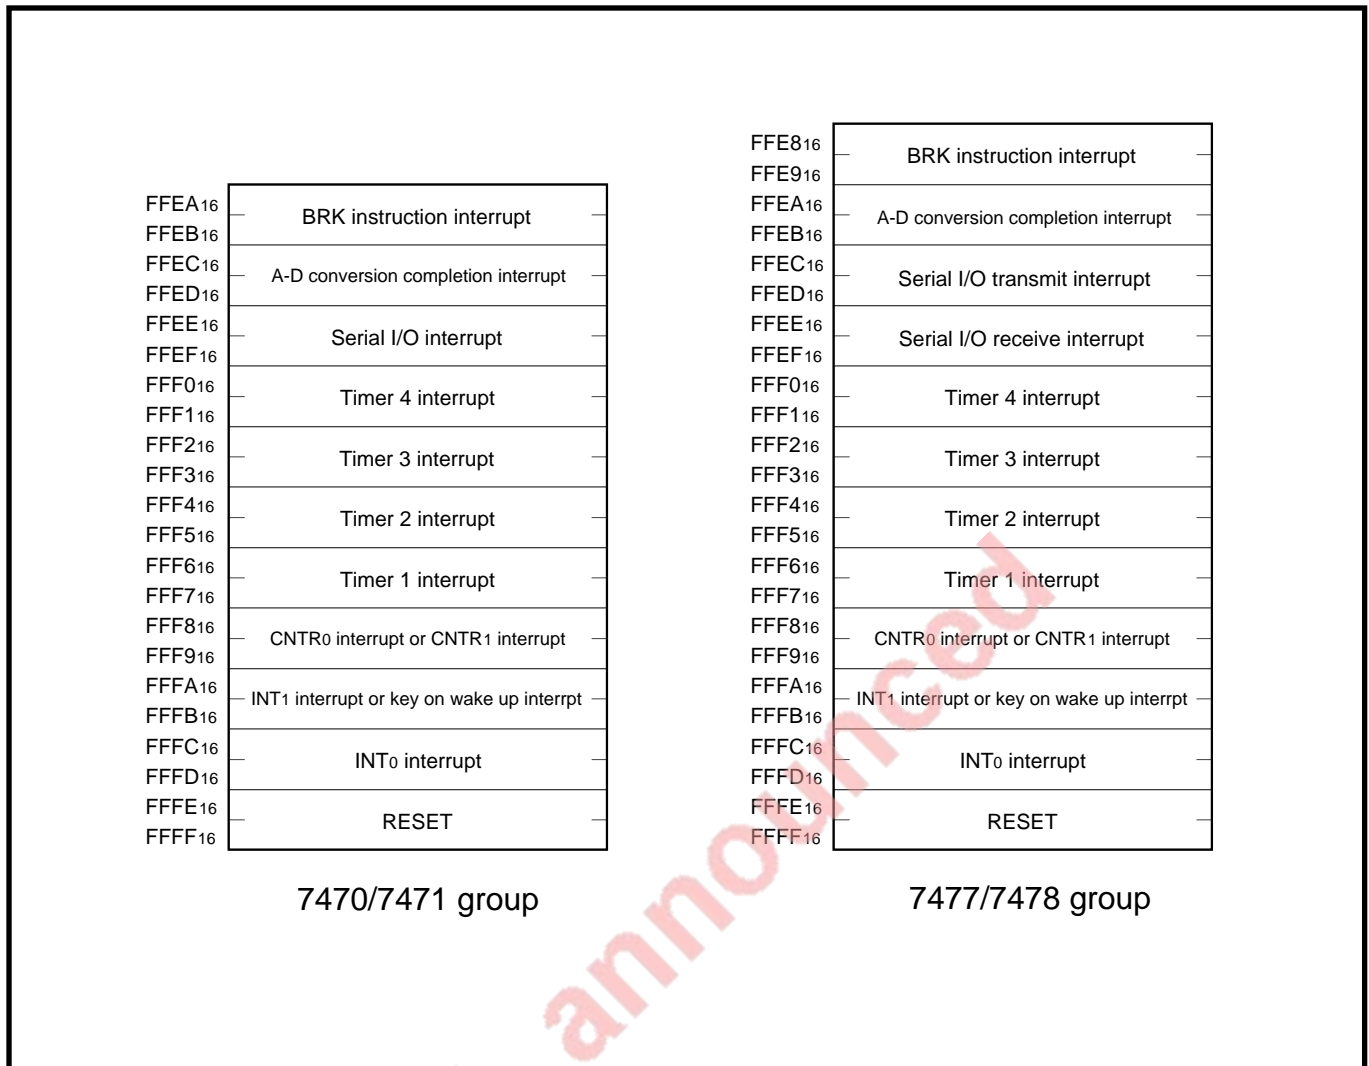 FFEA16
BRK instruction interrupt
FFEB16
FFEC16
A-D conversion completion interrupt
FFED16
FFEE16
Serial I/O interrupt
FFEF16
FFF016
Timer 4 interrupt
FFF116
FFF216
Timer 3 interrupt
FFF316
FFF416
Timer 2 interrupt
FFF516
FFF616
Timer 1 interrupt
FFF716
FFF816
CNTR0 interrupt or CNTR1 interrupt
FFF916
FFFA16
INT1 interrupt or key on wake up interrpt
FFFB16
FFFC16
INT0 interrupt
FFFD16
FFFE16
RESET
FFFF16
7470/7471 group
FFE816
BRK instruction interrupt
FFE916
FFEA16
A-D conversion completion interrupt
FFEB16
FFEC16
Serial I/O transmit interrupt
FFED16
FFEE16
Serial I/O receive interrupt
FFEF16
FFF016
Timer 4 interrupt
FFF116
FFF216
Timer 3 interrupt
FFF316
FFF416
Timer 2 interrupt
FFF516
FFF616
Timer 1 interrupt
FFF716
FFF816
CNTR0 interrupt or CNTR1 interrupt
FFF916
FFFA16
INT1 interrupt or key on wake up interrpt
FFFB16
FFFC16
INT0 interrupt
FFFD16
FFFE16
RESET
FFFF16
7477/7478 group
announced